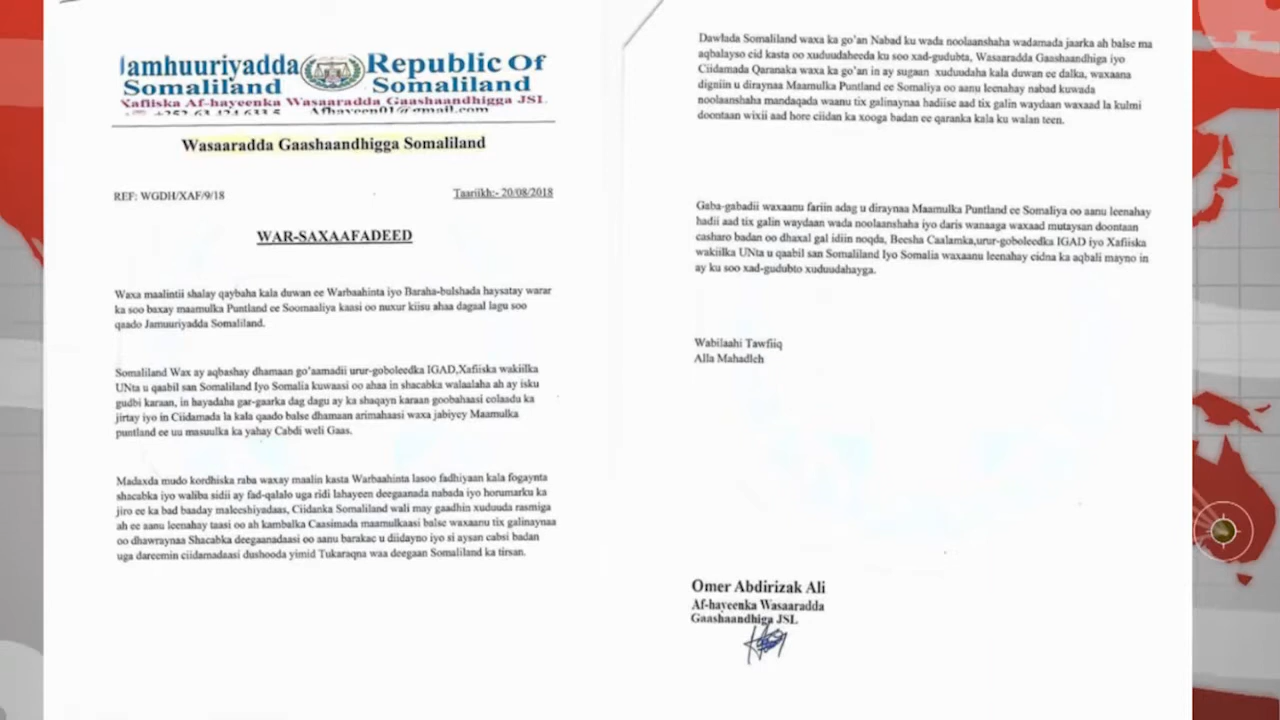 Jamhuuriyadda
Somaliland
Republic Of
Somaliland
Xafiiska Af-hayeenka Wasaaradda Gaashaandhigga JSL
Wasaaradda Gaashaandhigga Somaliland
REF: WGDH/XAF/9/18
Taariikh:- 20/08/2018
WAR-SAXAAFADEED
Waxa maalintii shalay qaybaha kala duwan ee Warbaahinta iyo Baraha-bulshada haysatay warar
ka soo baxay maamulka Puntland ee Soomaaliya kaasi oo nuxur kiisu ahaa dagaal lagu soo
qaado Jamuuriyadda Somaliland.
Somaliland Wax ay aqbashay dhamaan go'aamadii urur-goboleedka IGAD,Xafiiska wakiilka
UNta u qaabil san Somaliland Iyo Somalia kuwaasi oo ahaa in shacabka walaalaha ah ay isku
gudbi karaan, in hayadaha gar-gaarka dag dagu ay ka shaqayn karaan goobahaasi colaadu ka
jirtay iyo in Ciidamada la kala qaado balse dhamaan arimahaasi waxa jabiyey Maamulka
puntland ee uu masuulka ka yahay Cabdi weli Gaas.
Madaxda mudo kordhiska raba waxay maalin kasta Warbaahinta lasoo fadhiyaan kala fogaynta
shacabka iyo waliba sidii ay fad-qalalo uga ridi lahayeen deegaanada nabada iyo horumarku ka
jiro ee ka bad baaday maleeshiyadaas, Ciidanka Somaliland wali may gaadhin xuduuda rasmiga
ah ee aanu leenahay taasi oo ah kambalka Caasimada maamulkaasi balse waxaanu tix galinaynaa
oo dhawraynaa Shacabka deegaanadaasi oo aanu barakac u diidayno iyo si aysan cabsi badan
uga dareemin ciidamadaasi dushooda yimid Tukaraqna waa deegaan Somaliland ka tirsan.
Dawlada Somaliland waxa ka go'an Nabad ku wada noolaanshaha wadamada jaarka ah balse ma
aqbalayso cid kasta oo xuduudaheeda ku soo xad-gudubta, Wasaaradda Gaashaandhiga iyo
Ciidamada Qaranaka waxa ka go'an in ay sugaan xuduudaha kala duwan ee dalka, waxaana
digniin u diraynaa Maamulka Puntland ee Somaliya oo aanu leenahay nabad kuwada
noolaanshaha mandaqada waanu tix galinaynaa hadiise aad tix galin waydaan waxaad la kulmi
doontaan wixii aad hore ciidan ka xooga badan ee qaranka kala ku walan teen.
Gaba-gabadii waxaanu fariin adag u diraynaa Maamulka Puntland ee Somaliya oo aanu leenahay
hadii aad tix galin waydaan wada noolaanshaha iyo daris wanaaga waxaad mutaysan doontaan
casharo badan oo dhaxal gal idiin noqda, Beesha Caalamka,urur-goboleedka IGAD iyo Xafiiska
wakiilka UNta u qaabil san Somaliland Iyo Somalia waxaanu leenahay cidna ka aqbali mayno in
ay ku soo xad-gudubto xuduudahayga.
Wabilaahi Tawfiiq
Alla Mahadleh
Omer Abdirizak Ali
Af-hayeenka Wasaaradda
Gaashaandhiga JSL